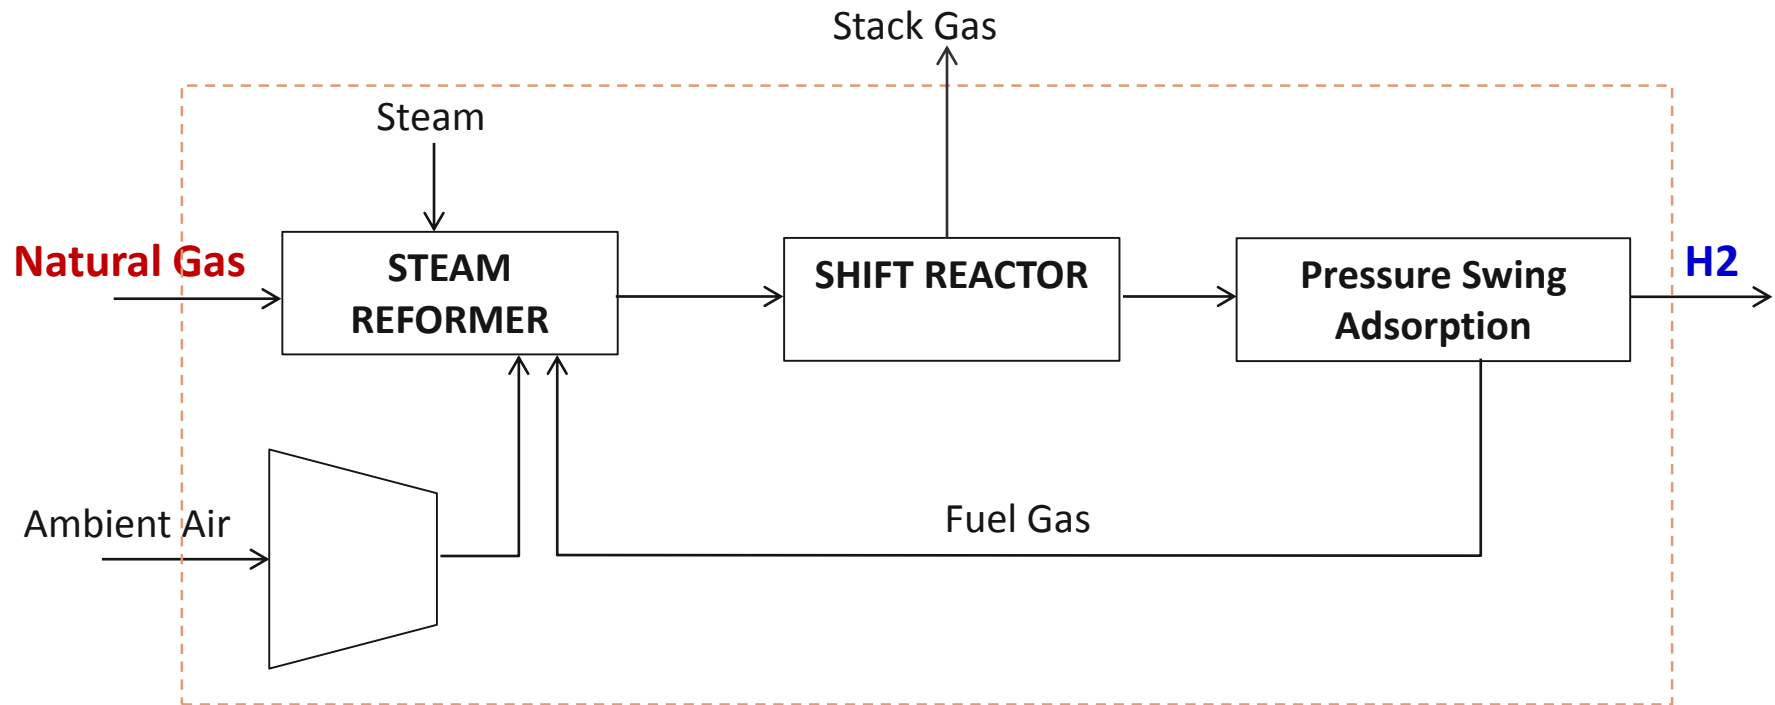 Stack Gas
Steam
Natural Gas
STEAM
REFORMER
SHIFT REACTOR
Pressure Swing
Adsorption
H2
Ambient Air
Fuel Gas